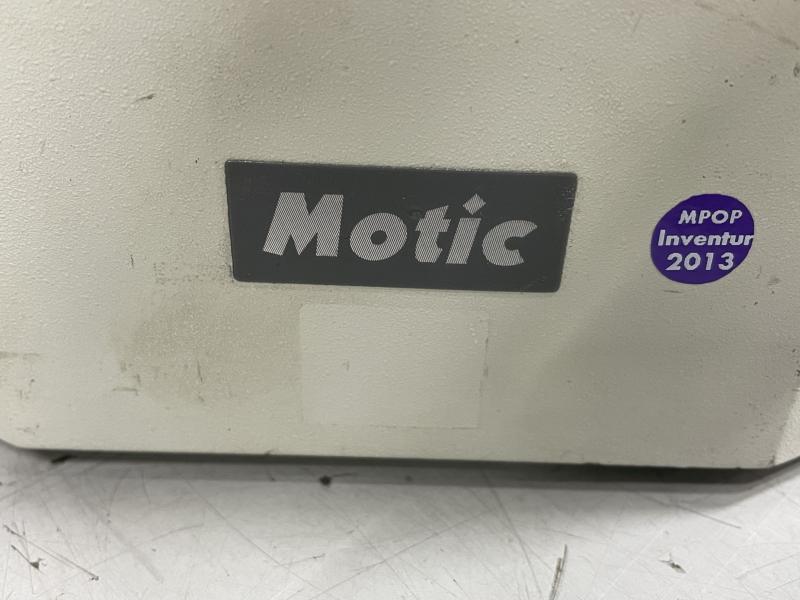 Motic
MPOP
Inventur
2013